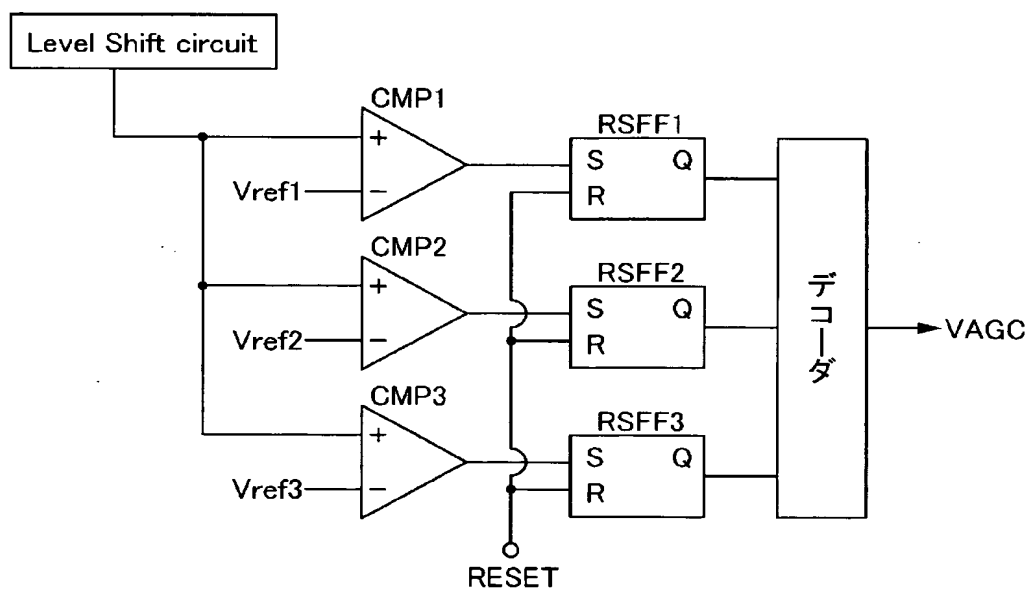 Level Shift circuit
CMP1
+
Vref1
−
RSFF1
S Q
R
CMP2
+
Vref2
−
RSFF2
S Q
R
CMP3
+
Vref3
−
RSFF3
S Q
R
デコーダ
VAGC
RESET